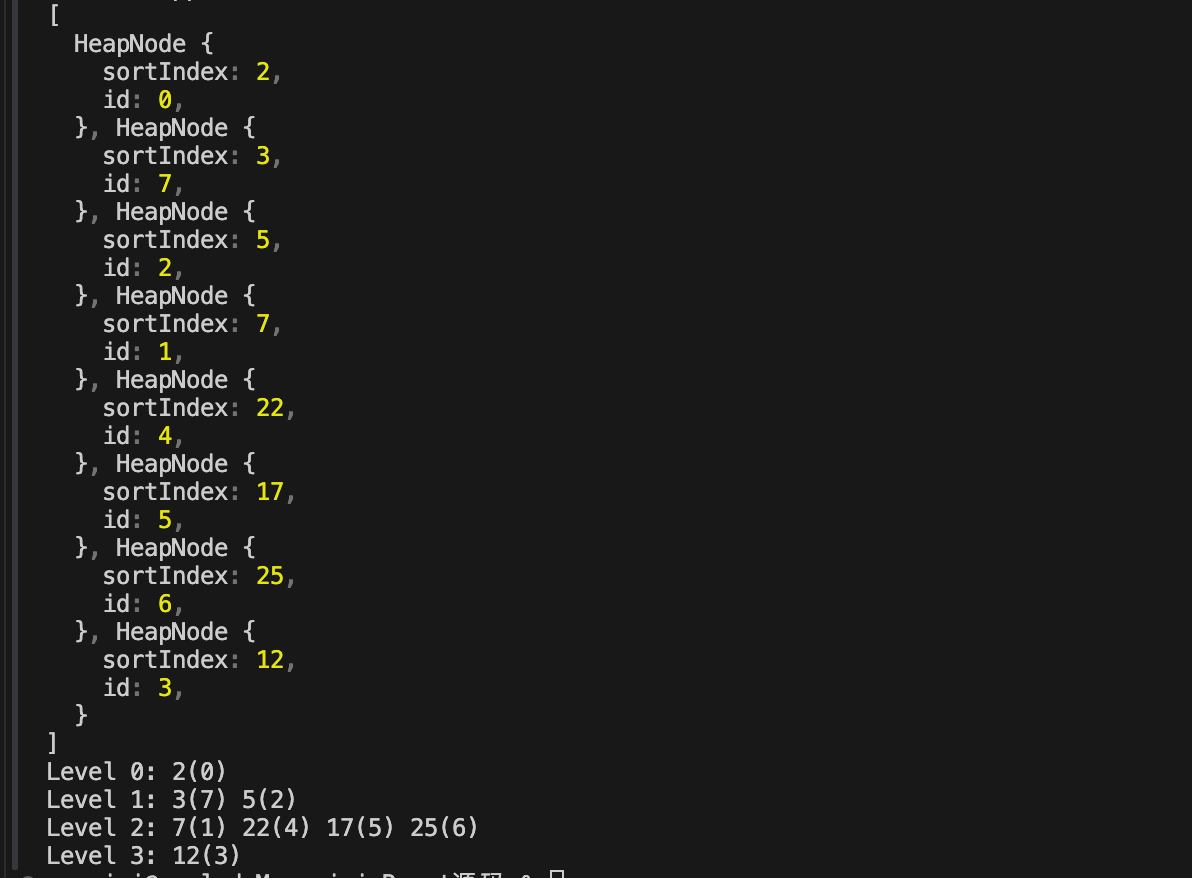 [
HeapNode {
sortIndex: 2,
id: 0,
}, HeapNode {
sortIndex: 3,
id: 7,
}, HeapNode {
sortIndex: 5,
id: 2,
}, HeapNode {
sortIndex: 7,
id: 1,
}, HeapNode {
sortIndex: 22,
id: 4,
}, HeapNode {
sortIndex: 17,
id: 5,
}, HeapNode {
sortIndex: 25,
id: 6,
}, HeapNode {
sortIndex: 12,
id: 3,
}
]
Level 0: 2(0)
Level 1: 3(7) 5(2)
Level 2: 7(1) 22(4) 17(5) 25(6)
Level 3: 12(3)